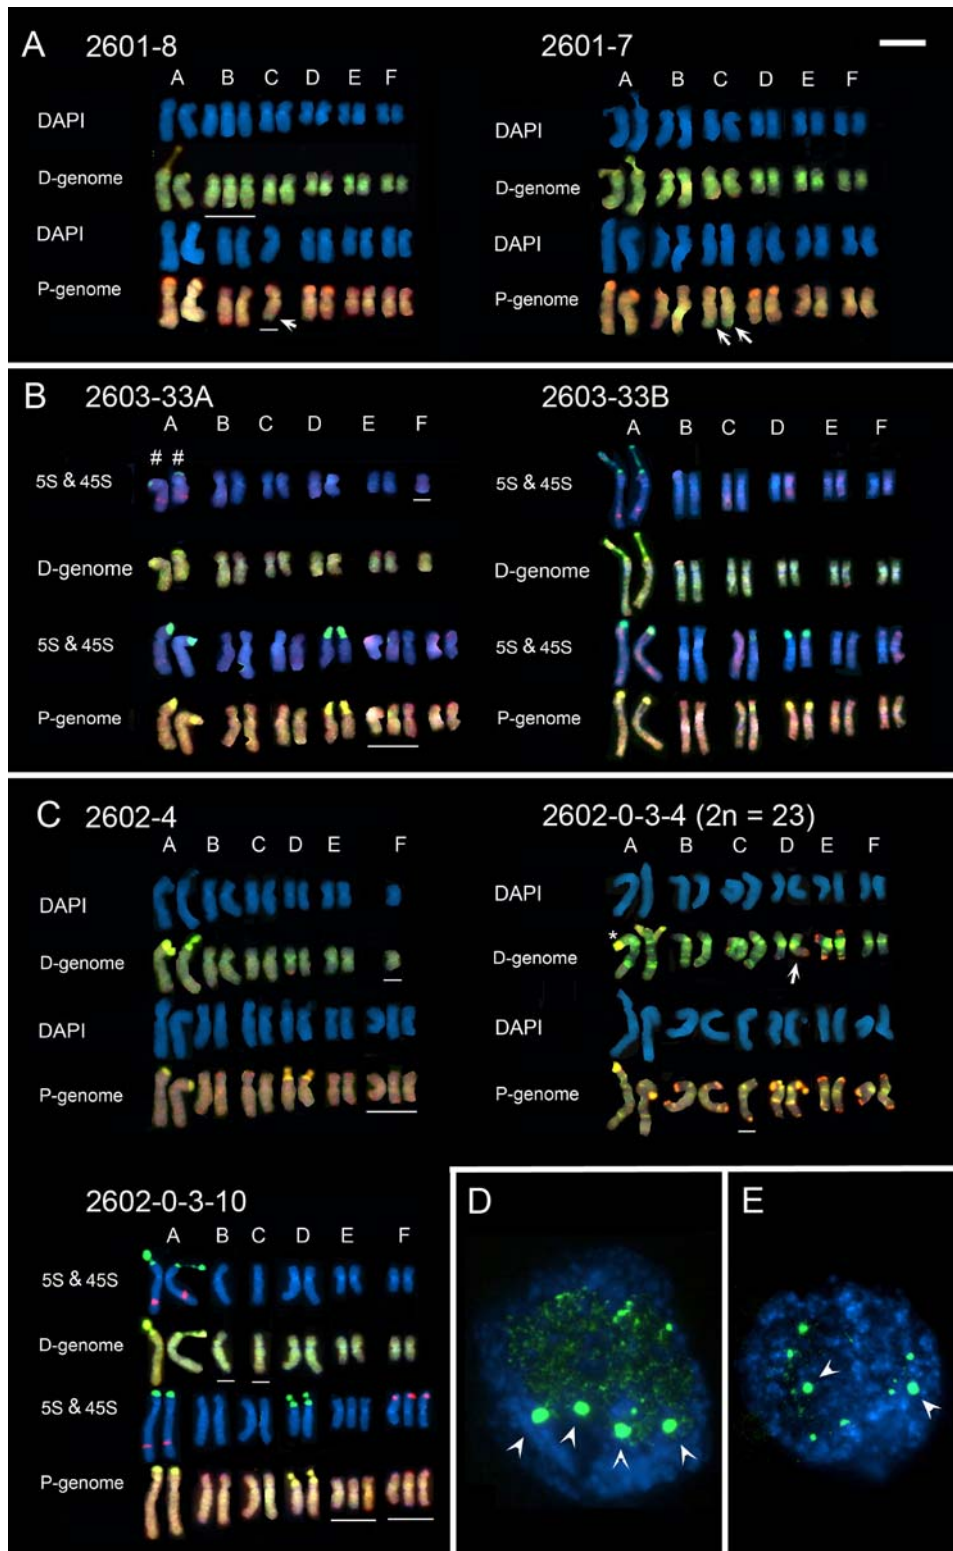 A 2601-8 2601-7
A B C D E F
A B C D E F
DAPI
DAPI
D-genome
D-genome
DAPI
DAPI
P-genome
P-genome
B 2603-33A 2603-33B
A B C D E F
A B C D E F
# #
5S & 45S
5S & 45S
D-genome
D-genome
5S & 45S
5S & 45S
P-genome
P-genome
C 2602-4 2602-0-3-4 (2n = 23)
A B C D E F
A B C D E F
DAPI
DAPI
D-genome
* D-genome
DAPI
DAPI
P-genome
P-genome
2602-0-3-10
A B C D E F
5S & 45S
D-genome
5S & 45S
P-genome
D
E